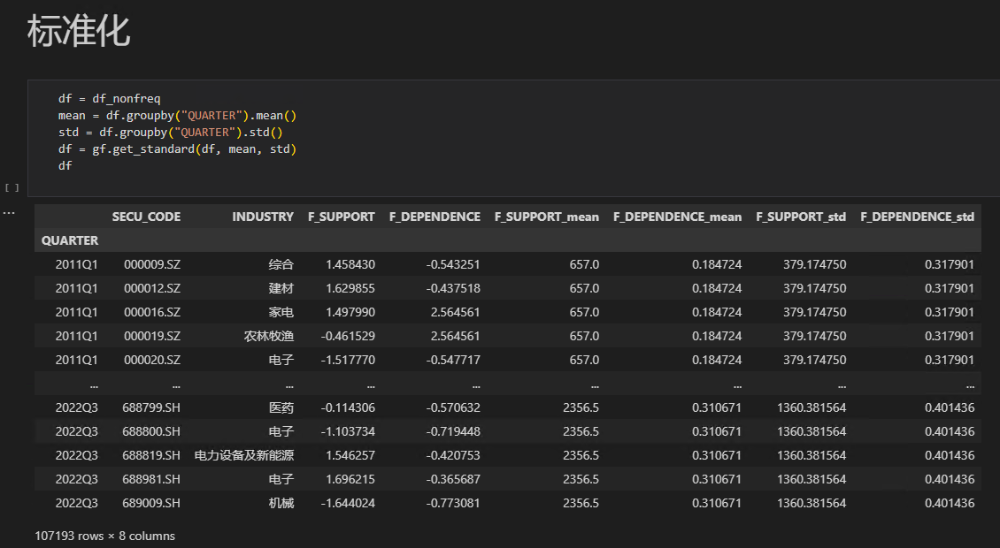 标准化
df = df_nonfreq
mean = df.groupby("QUARTER").mean()
std = df.groupby("QUARTER").std()
df = gf.get_standard(df, mean, std)
df
[ ]
...
SECU_CODE INDUSTRY F_SUPPORT F_DEPENDENCE F_SUPPORT_mean F_DEPENDENCE_mean F_SUPPORT_std F_DEPENDENCE_std
QUARTER
2011Q1 000009.SZ 综合 1.458430 -0.543251 657.0 0.184724 379.174750 0.317901
2011Q1 000012.SZ 建材 1.629855 -0.437518 657.0 0.184724 379.174750 0.317901
2011Q1 000016.SZ 家电 1.497990 2.564561 657.0 0.184724 379.174750 0.317901
2011Q1 000019.SZ 农林牧渔 -0.461529 2.564561 657.0 0.184724 379.174750 0.317901
2011Q1 000020.SZ 电子 -1.517770 -0.547717 657.0 0.184724 379.174750 0.317901
... ... ... ... ... ... ... ... ...
2022Q3 688799.SH 医药 -0.114306 -0.570632 2356.5 0.310671 1360.381564 0.401436
2022Q3 688800.SH 电子 -1.103734 -0.719448 2356.5 0.310671 1360.381564 0.401436
2022Q3 688819.SH 电力设备及新能源 1.546257 -0.420753 2356.5 0.310671 1360.381564 0.401436
2022Q3 688981.SH 电子 1.696215 -0.365687 2356.5 0.310671 1360.381564 0.401436
2022Q3 689009.SH 机械 -1.644024 -0.773081 2356.5 0.310671 1360.381564 0.401436
107193 rows × 8 columns